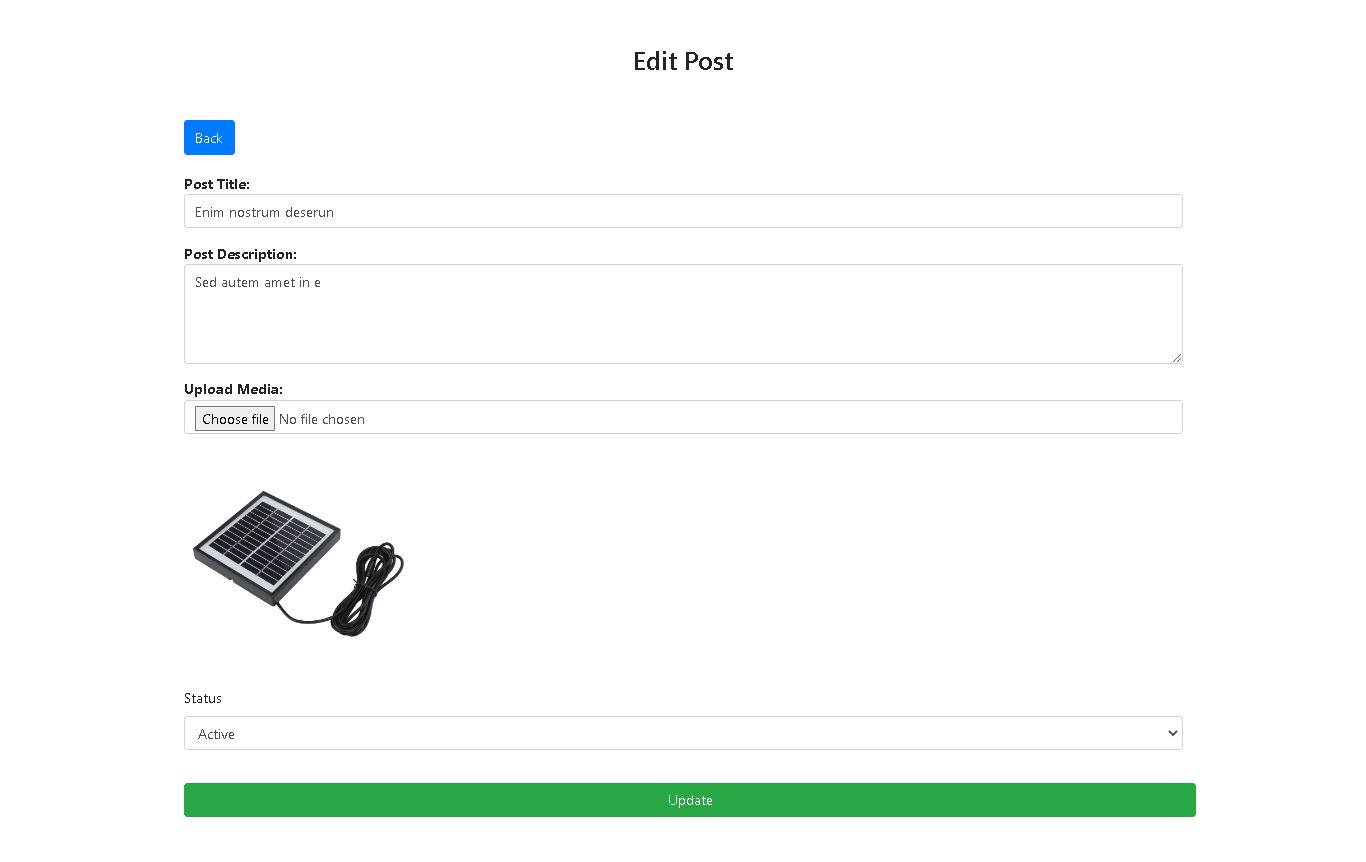 Edit Post
Back
Post Title:
Enim nostrum deserun
Post Description:
Sed autem amet in e
Upload Media:
Choose file No file chosen
Status
Active
Update